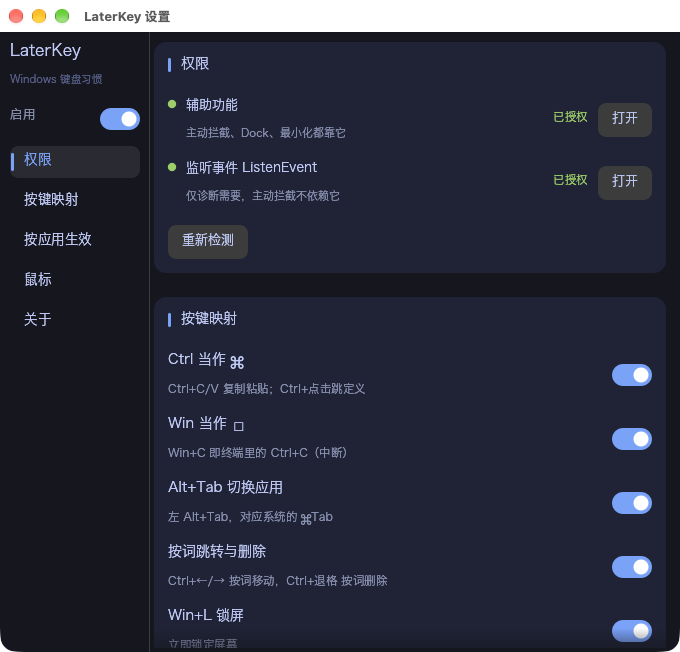 LaterKey 设置
LaterKey
Windows 键盘习惯
启用
权限
按键映射
按应用生效
鼠标
关于
权限
辅助功能
主动拦截、Dock、最小化都靠它
已授权
打开
监听事件 ListenEvent
仅诊断需要，主动拦截不依赖它
已授权
打开
重新检测
按键映射
Ctrl 当作 ⌘
Ctrl+C/V 复制粘贴；Ctrl+点击跳定义
Win 当作 □
Win+C 即终端里的 Ctrl+C（中断）
Alt+Tab 切换应用
左 Alt+Tab，对应系统的 ⌘Tab
按词跳转与删除
Ctrl+←/→ 按词移动，Ctrl+退格 按词删除
Win+L 锁屏
立即锁定屏幕